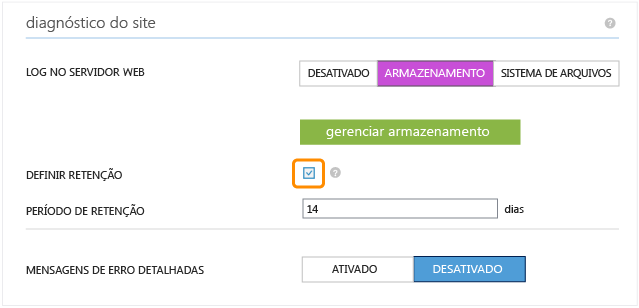 diagnóstico do site ?
LOG NO SERVIDOR WEB DESATIVADO ARMAZENAMENTO SISTEMA DE ARQUIVOS
gerenciar armazenamento
DEFINIR RETENÇÃO ?
PERÍODO DE RETENÇÃO 14 dias
MENSAGENS DE ERRO DETALHADAS ATIVADO DESATIVADO